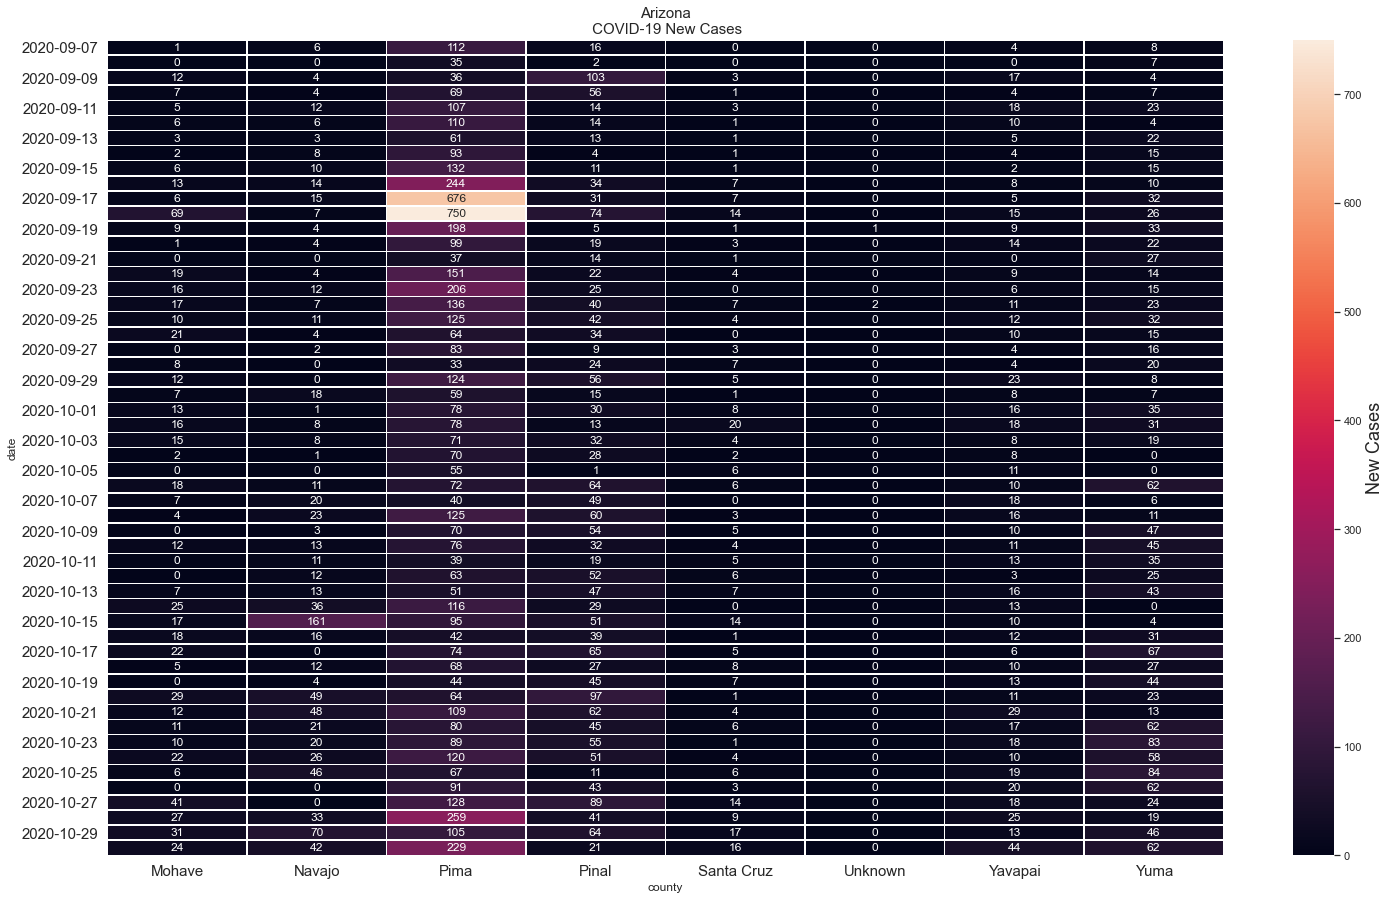 Arizona
COVID-19 New Cases
2020-09-07 1 6 112 16 0 0 4 8
0 0 35 2 0 0 0 7
2020-09-09 12 4 36 103 3 0 17 4
7 4 69 56 1 0 4 7
2020-09-11 5 12 107 14 3 0 18 23
6 6 110 14 1 0 10 4
2020-09-13 3 3 61 13 1 0 5 22
2 8 93 4 1 0 4 15
2020-09-15 6 10 132 11 1 0 2 15
13 14 244 34 7 0 8 10
2020-09-17 6 15 676 31 7 0 5 32
69 7 750 74 14 0 15 26
2020-09-19 9 4 198 5 1 1 9 33
1 4 99 19 3 0 14 22
2020-09-21 0 0 37 14 1 0 0 27
19 4 151 22 4 0 9 14
2020-09-23 16 12 206 25 0 0 6 15
17 7 136 40 7 2 11 23
2020-09-25 10 11 125 42 4 0 12 32
21 4 64 34 0 0 10 15
2020-09-27 0 2 83 9 3 0 4 16
8 0 33 24 7 0 4 20
2020-09-29 12 0 124 56 5 0 23 8
7 18 59 15 1 0 8 7
2020-10-01 13 1 78 30 8 0 16 35
16 8 78 13 20 0 18 31
2020-10-03 15 8 71 32 4 0 8 19
2 1 70 28 2 0 8 0
2020-10-05 0 0 55 1 6 0 11 0
18 11 72 64 6 0 10 62
2020-10-07 7 20 40 49 0 0 18 6
4 23 125 60 3 0 16 11
2020-10-09 0 3 70 54 5 0 10 47
12 13 76 32 4 0 11 45
2020-10-11 0 11 39 19 5 0 13 35
0 12 63 52 6 0 3 25
2020-10-13 7 13 51 47 7 0 16 43
25 36 116 29 0 0 13 0
2020-10-15 17 161 95 51 14 0 10 4
18 16 42 39 1 0 12 31
2020-10-17 22 0 74 65 5 0 6 67
5 12 68 27 8 0 10 27
2020-10-19 0 4 44 45 7 0 13 44
29 49 64 97 1 0 11 23
2020-10-21 12 48 109 62 4 0 29 13
11 21 80 45 6 0 17 62
2020-10-23 10 20 89 55 1 0 18 83
22 26 120 51 4 0 10 58
2020-10-25 6 46 67 11 6 0 19 84
0 0 91 43 3 0 20 62
2020-10-27 41 0 128 89 14 0 18 24
27 33 259 41 9 0 25 19
2020-10-29 31 70 105 64 17 0 13 46
24 42 229 21 16 0 44 62
Mohave Navajo Pima Pinal Santa Cruz Unknown Yavapai Yuma
county
date
700
600
500
400
300
200
100
0
New Cases